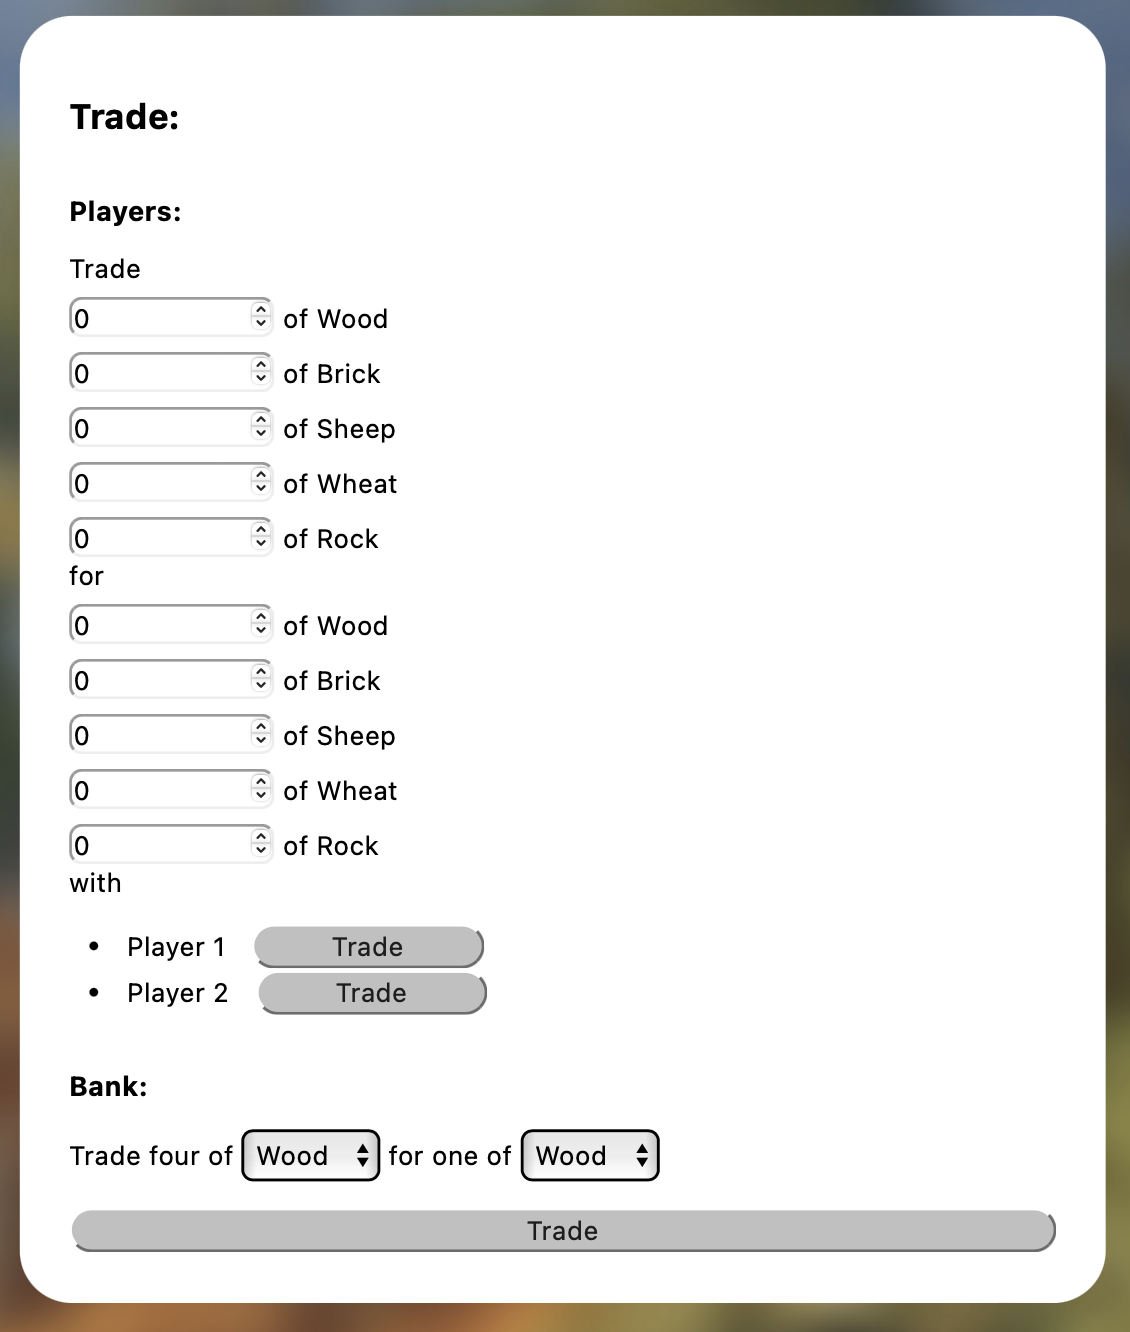 Trade:
Players:
Trade
0 of Wood
0 of Brick
0 of Sheep
0 of Wheat
0 of Rock
for
0 of Wood
0 of Brick
0 of Sheep
0 of Wheat
0 of Rock
with
• Player 1 Trade
• Player 2 Trade
Bank:
Trade four of Wood for one of Wood
Trade